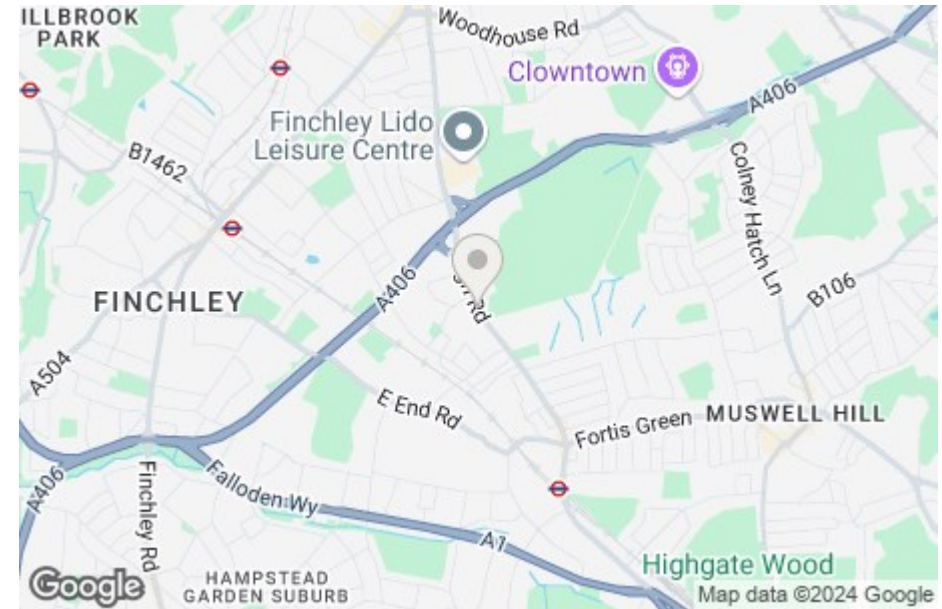 ILLBROOK
PARK
Woodhouse Rd
Clowntown
A406
Finchley Lido
Leisure Centre
B1462
Colney Hatch Ln
A406
FINCHLEY
B106
A504
E End Rd
Fortis Green
MUSWELL HILL
A406
Finchley Rd
Falloden Wy
A1
Highgate Wood
HAMPSTEAD
GARDEN SUBURB
Google
Map data ©2024 Google